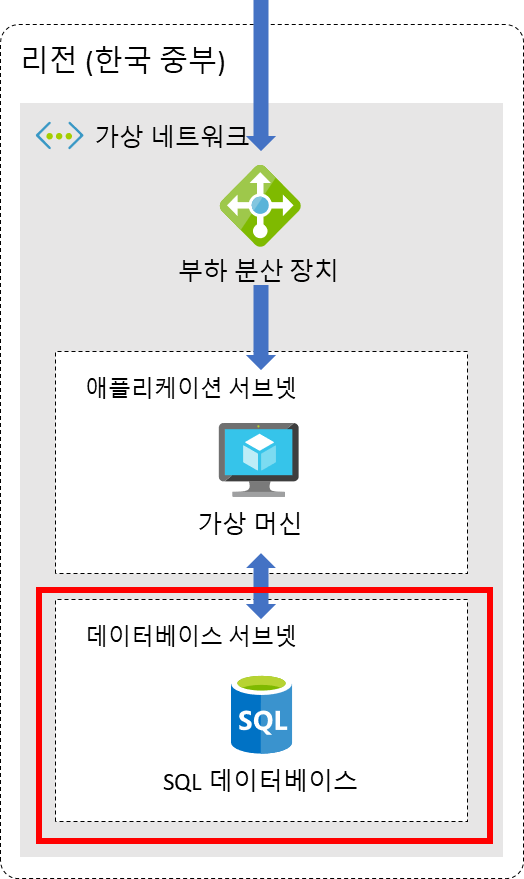 리전 (한국 중부)
가상 네트워크
부하 분산 장치
애플리케이션 서브넷
가상 머신
데이터베이스 서브넷
SQL
SQL 데이터베이스